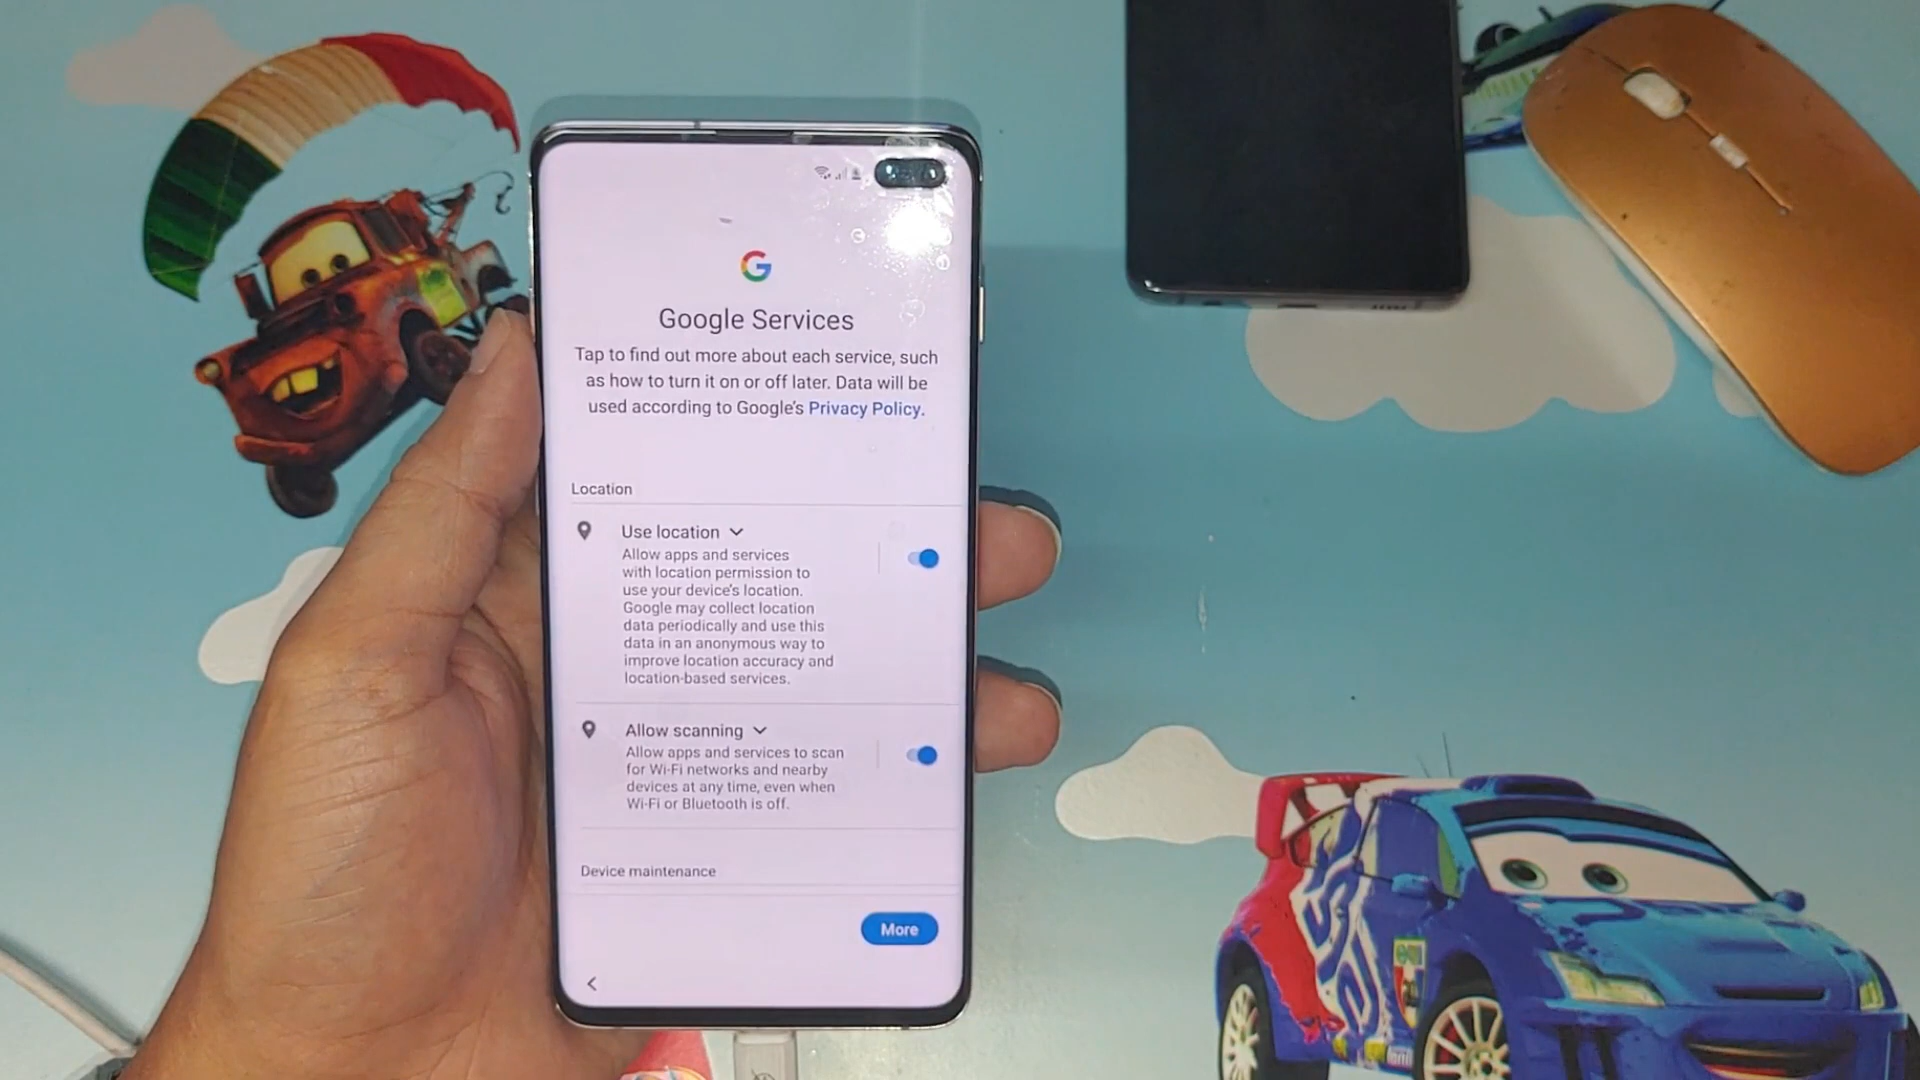 Google Services
Tap to find out more about each service, such
as how to turn it on or off later. Data will be
used according to Google's Privacy Policy.
Location
Use location
Allow apps and services
with location permission to
use your device's location.
Google may collect location
data periodically and use this
data in an anonymous way to
improve location accuracy and
location-based services.
Allow scanning
Allow apps and services to scan
for Wi-Fi networks and nearby
devices at any time, even when
Wi-Fi or Bluetooth is off.
Device maintenance
More